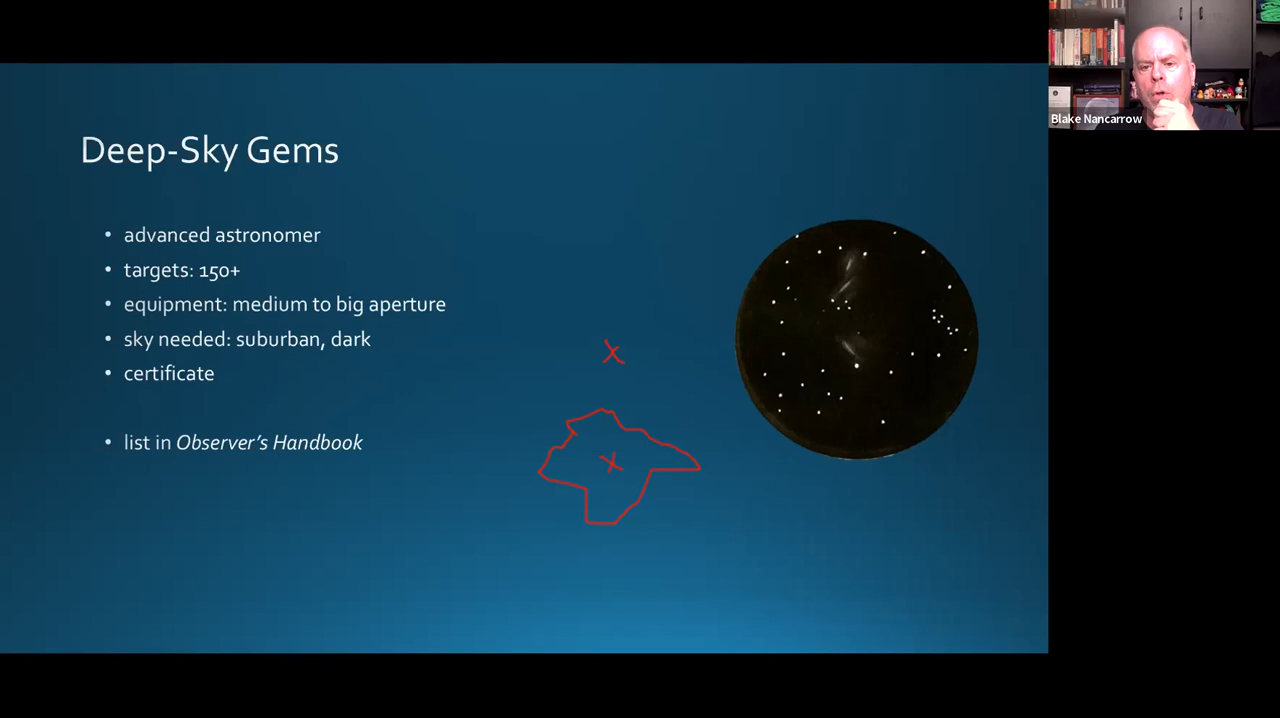 Deep-Sky Gems
• advanced astronomer
• targets: 150+
• equipment: medium to big aperture
• sky needed: suburban, dark
• certificate
• list in Observer's Handbook
X
X
Blake Nancarrow